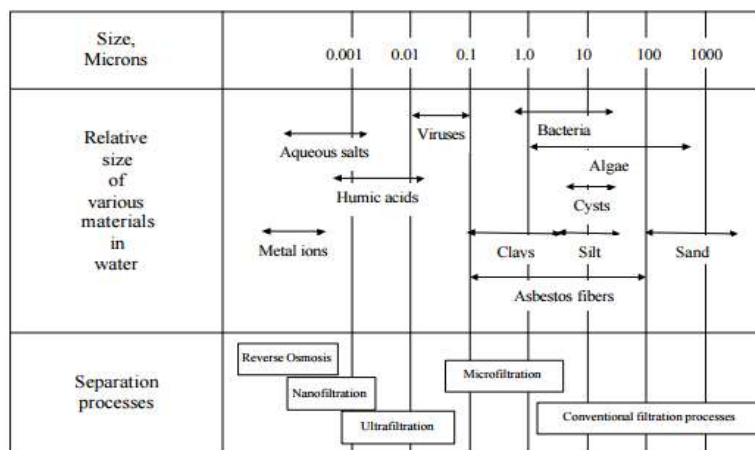 Size,
Microns
0.001 0.01 0.1 1.0 10 100 1000
Relative
size
of
various
materials
in
water
Viruses
Bacteria
Aqueous salts
Algae
Humic acids
Cysts
Metal ions
Clays
Silt
Sand
Asbestos fibers
Separation
processes
Reverse Osmosis
Nanofiltration
Ultrafiltration
Microfiltration
Conventional filtration processes